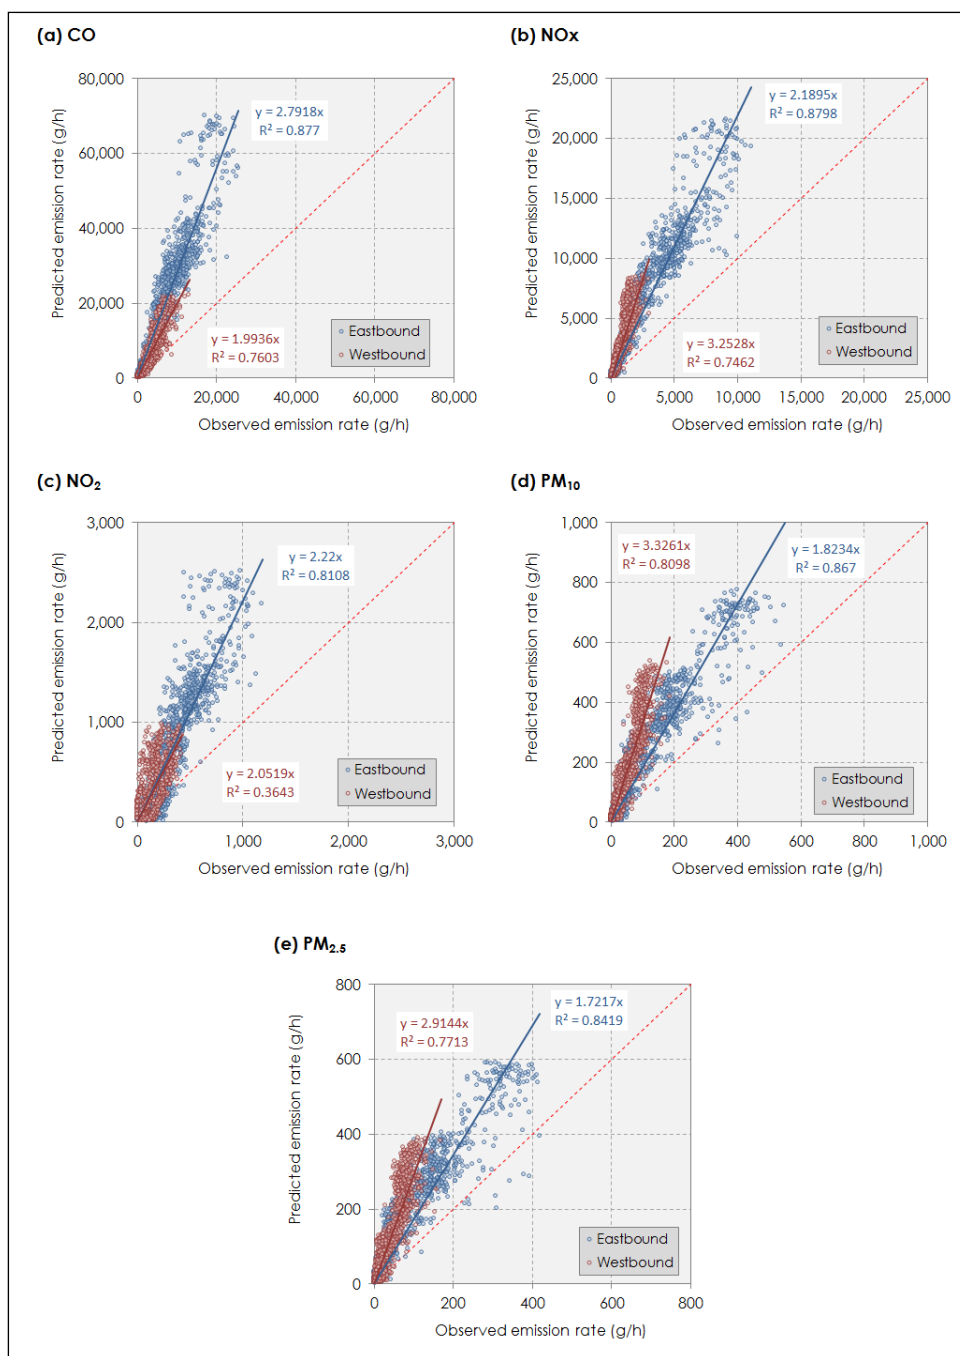 (a) CO
80,000
60,000
40,000
20,000
0
0 20,000 40,000 60,000 80,000
Predicted emission rate (g/h)
Observed emission rate (g/h)
y = 2.7918x
R² = 0.877
y = 1.9936x
R² = 0.7603
Eastbound
Westbound
(b) NOx
25,000
20,000
15,000
10,000
5,000
0
0 5,000 10,000 15,000 20,000 25,000
Predicted emission rate (g/h)
Observed emission rate (g/h)
y = 2.1895x
R² = 0.8798
y = 3.2528x
R² = 0.7462
Eastbound
Westbound
(c) NO₂
3,000
2,000
1,000
0
0 1,000 2,000 3,000
Predicted emission rate (g/h)
Observed emission rate (g/h)
y = 2.22x
R² = 0.8108
y = 2.0519x
R² = 0.3643
Eastbound
Westbound
(d) PM₁₀
1,000
800
600
400
200
0
0 200 400 600 800 1,000
Predicted emission rate (g/h)
Observed emission rate (g/h)
y = 3.3261x
R² = 0.8098
y = 1.8234x
R² = 0.867
Eastbound
Westbound
(e) PM₂.₅
800
600
400
200
0
0 200 400 600 800
Predicted emission rate (g/h)
Observed emission rate (g/h)
y = 2.9144x
R² = 0.7713
y = 1.7217x
R² = 0.8419
Eastbound
Westbound